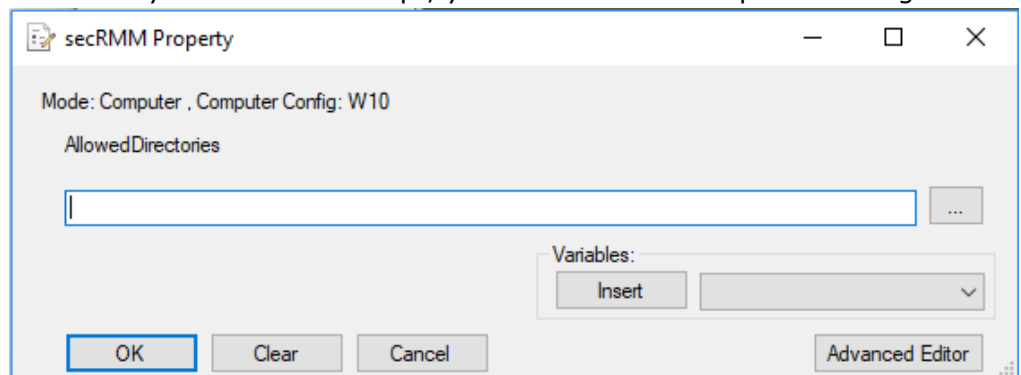 secRMM Property
Mode: Computer , Computer Config: W10
AllowedDirectories
...
Variables:
Insert
OK Clear Cancel Advanced Editor